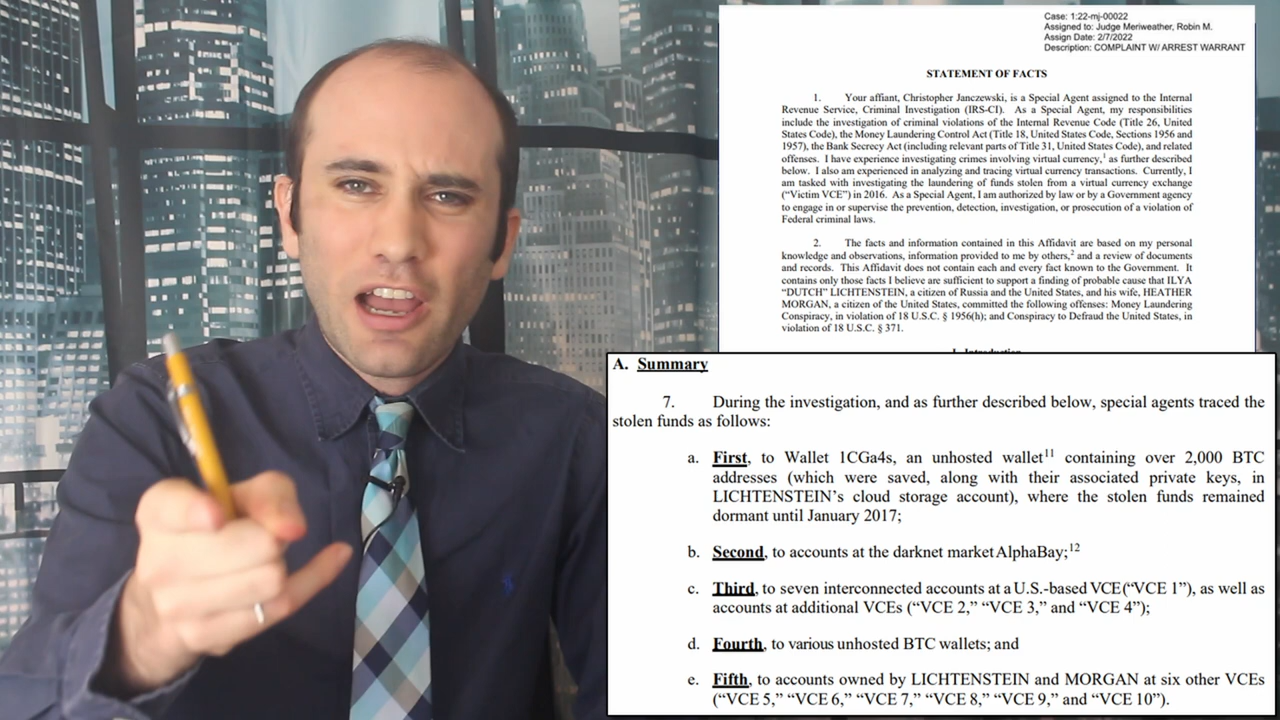 Case: 1:22-mj-00022
Assigned to: Judge Meriweather, Robin M.
Assign Date: 2/7/2022
Description: COMPLAINT W/ ARREST WARRANT
STATEMENT OF FACTS
1. Your affiant, Christopher Janczewski, is a Special Agent assigned to the Internal
Revenue Service, Criminal Investigation (IRS-CI). As a Special Agent, my responsibilities
include the investigation of criminal violations of the Internal Revenue Code (Title 26, United
States Code), the Money Laundering Control Act (Title 18, United States Code, Sections 1956 and
1957), the Bank Secrecy Act (including relevant parts of Title 31, United States Code), and related
offenses. I have experience investigating crimes involving virtual currency,1 as further described
below. I also am experienced in analyzing and tracing virtual currency transactions. Currently, I
am tasked with investigating the laundering of funds stolen from a virtual currency exchange
(“Victim VCE”) in 2016. As a Special Agent, I am authorized by law or by a Government agency
to engage in or supervise the prevention, detection, investigation, or prosecution of a violation of
Federal criminal laws.
2. The facts and information contained in this Affidavit are based on my personal
knowledge and observations, information provided to me by others,2 and a review of documents
and records. This Affidavit does not contain each and every fact known to the Government. It
contains only those facts I believe are sufficient to support a finding of probable cause that ILYA
“DUTCH” LICHTENSTEIN, a citizen of Russia and the United States, and his wife, HEATHER
MORGAN, a citizen of the United States, committed the following offenses: Money Laundering
Conspiracy, in violation of 18 U.S.C. § 1956(h); and Conspiracy to Defraud the United States, in
violation of 18 U.S.C. § 371.
A. Summary
7. During the investigation, and as further described below, special agents traced the
stolen funds as follows:
a. First, to Wallet 1CGa4s, an unhosted wallet11 containing over 2,000 BTC
addresses (which were saved, along with their associated private keys, in
LICHTENSTEIN’s cloud storage account), where the stolen funds remained
dormant until January 2017;
b. Second, to accounts at the darknet market AlphaBay;12
c. Third, to seven interconnected accounts at a U.S.-based VCE (“VCE 1”), as well as
accounts at additional VCEs (“VCE 2,” “VCE 3,” and “VCE 4”);
d. Fourth, to various unhosted BTC wallets; and
e. Fifth, to accounts owned by LICHTENSTEIN and MORGAN at six other VCEs
(“VCE 5,” “VCE 6,” “VCE 7,” “VCE 8,” “VCE 9,” and “VCE 10”).